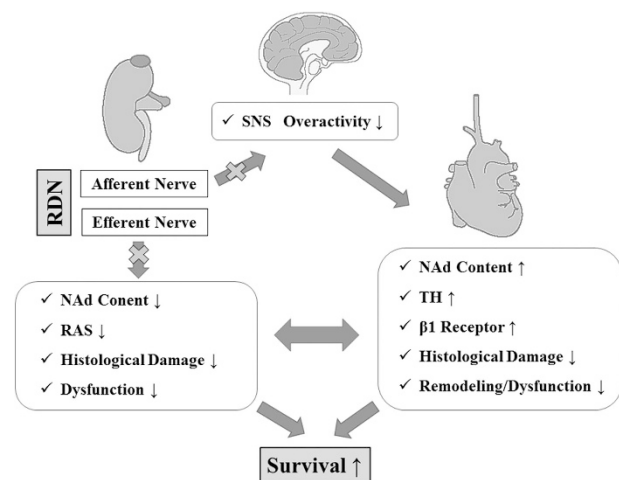 ✓ SNS Overactivity ↓
RDN
Afferent Nerve
Efferent Nerve
✓ NAd Conent ↓
✓ RAS ↓
✓ Histological Damage ↓
✓ Dysfunction ↓
✓ NAd Content ↑
✓ TH ↑
✓ β1 Receptor ↑
✓ Histological Damage ↓
✓ Remodeling/Dysfunction ↓
Survival ↑